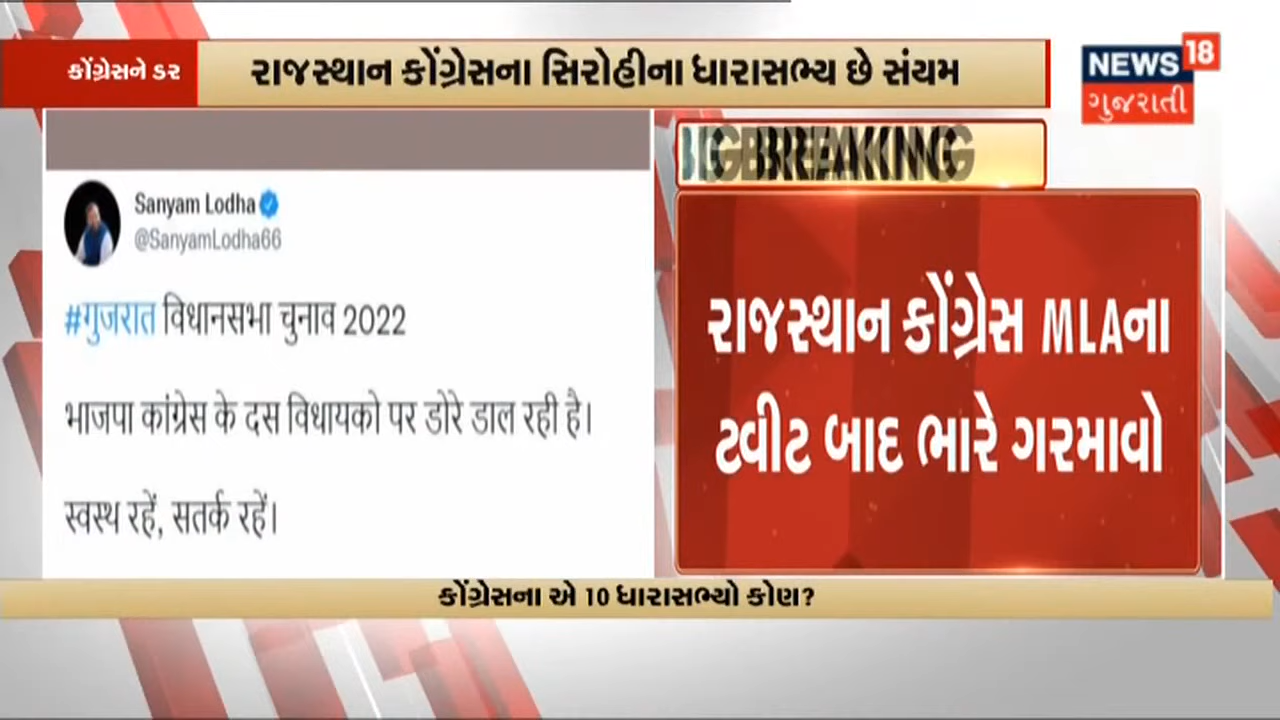 કોંગ્રેસને ડર
રાજસ્થાન કોંગ્રેસના સિરોહીના ધારાસભ્ય છે સંયમ
NEWS 18
ગુજરાતી
BREAKING
Sanyam Lodha
@SanyamLodha66
#गुजरात विधानसभा चुनाव 2022
भाजपा कांग्रेस के दस विधायको पर डोरे डाल रही है।
स्वस्थ रहें, सतर्क रहें।
રાજસ્થાન કોંગ્રેસ MLAના
ટ્વીટ બાદ ભારે ગરમાવો
કોંગ્રેસના એ 10 ધારાસભ્યો કોણ?